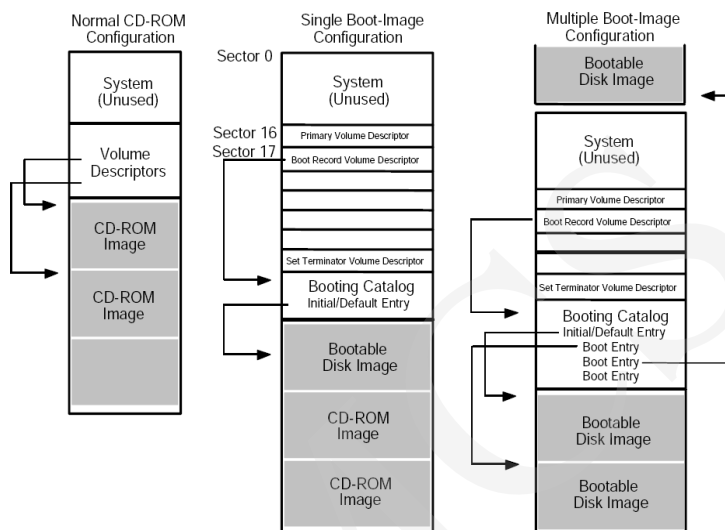 Normal CD-ROM
Configuration
System
(Unused)
Volume
Descriptors
CD-ROM
Image
CD-ROM
Image
Single Boot-Image
Configuration
Sector 0
System
(Unused)
Sector 16
Primary Volume Descriptor
Sector 17
Boot Record Volume Descriptor
Set Terminator Volume Descriptor
Booting Catalog
Initial/Default Entry
Bootable
Disk Image
CD-ROM
Image
CD-ROM
Image
Multiple Boot-Image
Configuration
Bootable
Disk Image
System
(Unused)
Primary Volume Descriptor
Boot Record Volume Descriptor
Set Terminator Volume Descriptor
Booting Catalog
Initial/Default Entry
Boot Entry
Boot Entry
Boot Entry
Bootable
Disk Image
Bootable
Disk Image